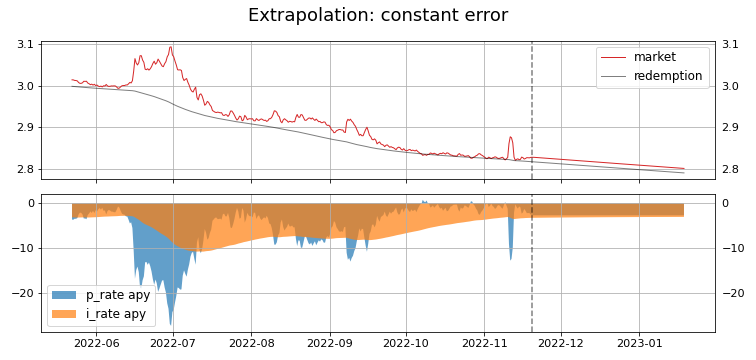 Extrapolation: constant error
3.1 3.1
market
redemption
3.0 3.0
2.9 2.9
2.8 2.8
0 0
−10 −10
−20 −20
p_rate apy
i_rate apy
2022-06 2022-07 2022-08 2022-09 2022-10 2022-11 2022-12 2023-01